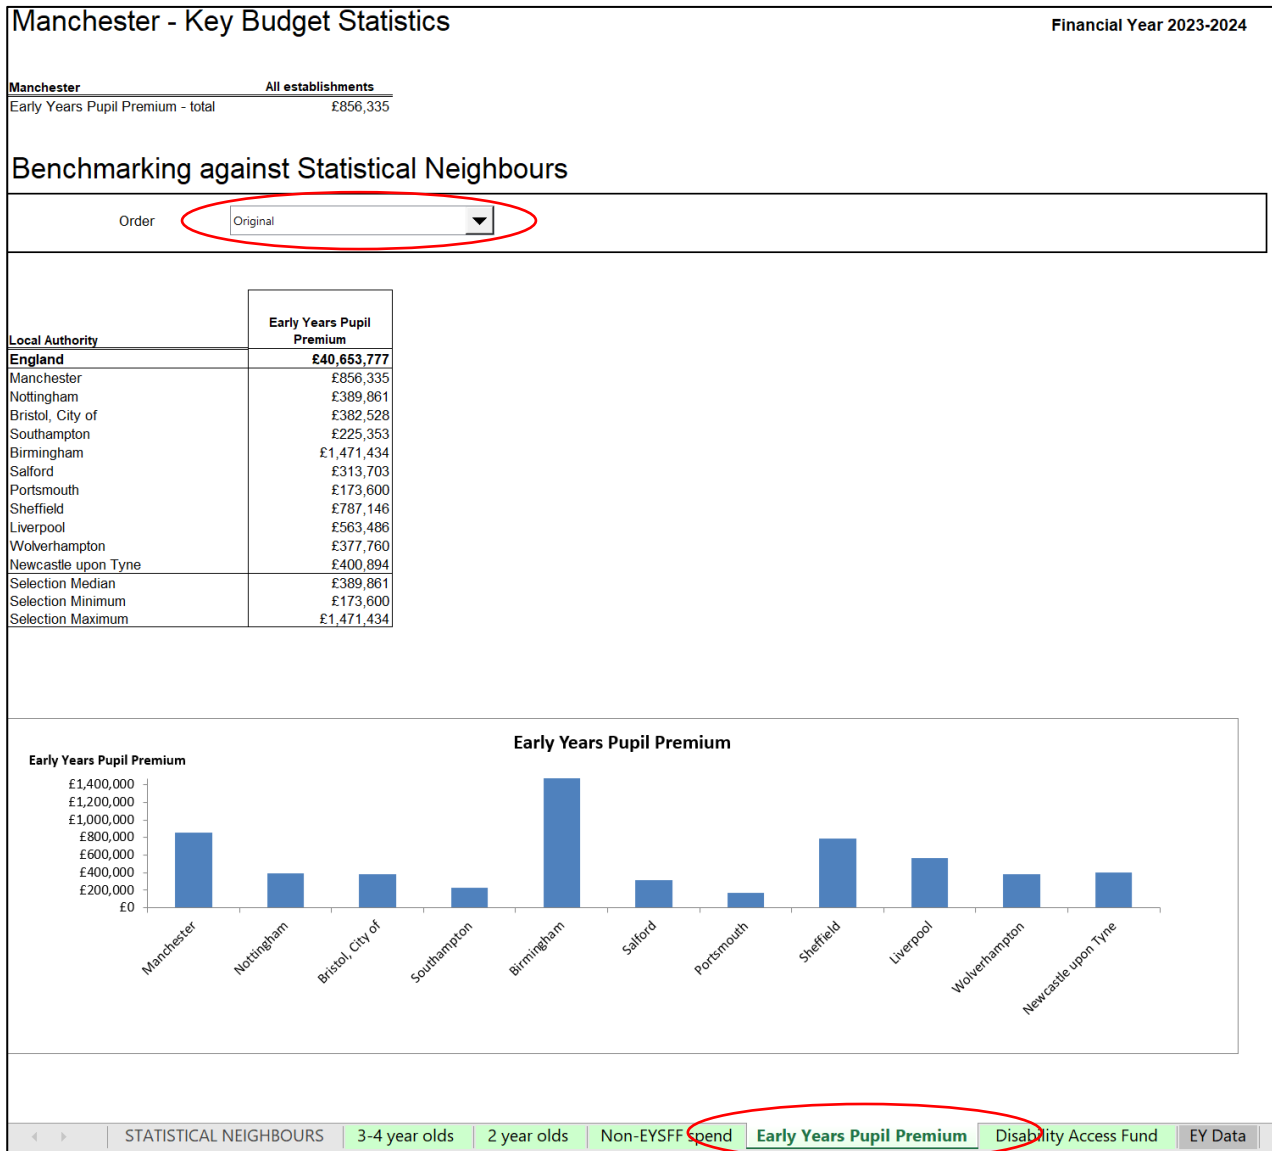 Manchester - Key Budget Statistics
Financial Year 2023-2024
Manchester All establishments
Early Years Pupil Premium - total £856,335
Benchmarking against Statistical Neighbours
Order Original
Early Years Pupil
Local Authority Premium
England £40,653,777
Manchester £856,335
Nottingham £389,861
Bristol, City of £382,528
Southampton £225,353
Birmingham £1,471,434
Salford £313,703
Portsmouth £173,600
Sheffield £787,146
Liverpool £563,486
Wolverhampton £377,760
Newcastle upon Tyne £400,894
Selection Median £389,861
Selection Minimum £173,600
Selection Maximum £1,471,434
Early Years Pupil Premium
Early Years Pupil Premium
£1,400,000
£1,200,000
£1,000,000
£800,000
£600,000
£400,000
£200,000
£0
Manchester
Nottingham
Bristol, City of
Southampton
Birmingham
Salford
Portsmouth
Sheffield
Liverpool
Wolverhampton
Newcastle upon Tyne
STATISTICAL NEIGHBOURS 3-4 year olds 2 year olds Non-EYSFF spend Early Years Pupil Premium Disability Access Fund EY Data